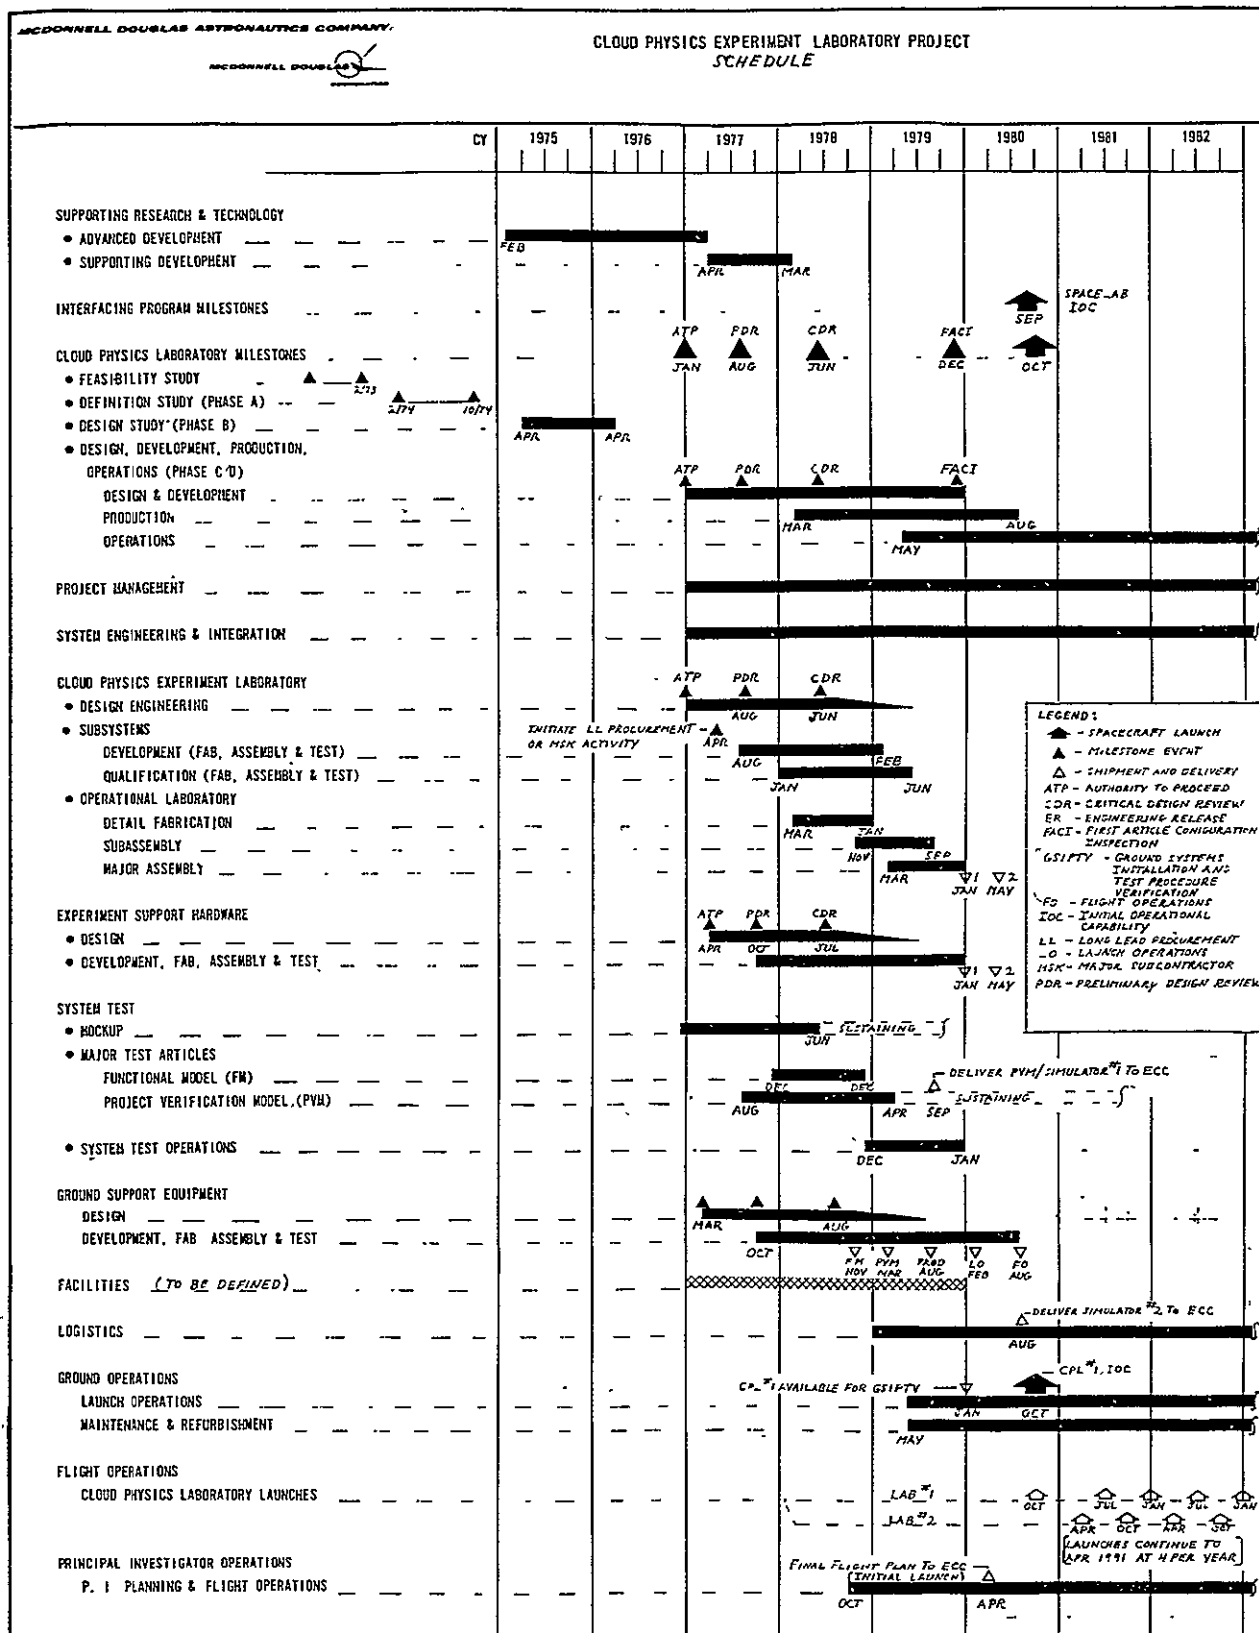 MCDONNELL DOUGLAS ASTRONAUTICS COMPANY
MCDONNELL DOUGLAS
CLOUD PHYSICS EXPERIMENT LABORATORY PROJECT
SCHEDULE
CY 1975 1976 1977 1978 1979 1980 1981 1982
SUPPORTING RESEARCH & TECHNOLOGY
• ADVANCED DEVELOPMENT
FEB
• SUPPORTING DEVELOPMENT
APR MAR
INTERFACING PROGRAM MILESTONES
SEP
IOC
ATP PDR CDR FACI
CLOUD PHYSICS LABORATORY MILESTONES
JAN AUG JUN DEC OCT
• FEASIBILITY STUDY
2/73
• DEFINITION STUDY (PHASE A)
2/74 10/74
• DESIGN STUDY (PHASE B)
APR APR
• DESIGN, DEVELOPMENT, PRODUCTION,
OPERATIONS (PHASE C/D)
ATP PDR CDR FACI
DESIGN & DEVELOPMENT
PRODUCTION
MAR AUG
OPERATIONS
MAY
PROJECT MANAGEMENT
SYSTEM ENGINEERING & INTEGRATION
CLOUD PHYSICS EXPERIMENT LABORATORY
ATP PDR CDR
• DESIGN ENGINEERING
AUG JUN
• SUBSYSTEMS
INITIATE LL PROCUREMENT
OR MSK ACTIVITY
APR
DEVELOPMENT (FAB, ASSEMBLY & TEST)
AUG FEB
QUALIFICATION (FAB, ASSEMBLY & TEST)
JAN JUN
• OPERATIONAL LABORATORY
DETAIL FABRICATION
MAR JAN
SUBASSEMBLY
NOV SEP
MAJOR ASSEMBLY
MAR 1 2
JAN MAY
EXPERIMENT SUPPORT HARDWARE
ATP PDR CDR
• DESIGN
APR OCT JUL
• DEVELOPMENT, FAB, ASSEMBLY & TEST
1 2
JAN MAY
LEGEND:
- SPACECRAFT LAUNCH
- MILESTONE EVENT
- SHIPMENT AND DELIVERY
ATP - AUTHORITY TO PROCEED
CDR - CRITICAL DESIGN REVIEW
ER - ENGINEERING RELEASE
FACI - FIRST ARTICLE CONFIGURATION
INSPECTION
GSIPTV - GROUND SYSTEMS
INSTALLATION AND
TEST PROCEDURE
VERIFICATION
FO - FLIGHT OPERATIONS
IOC - INITIAL OPERATIONAL
CAPABILITY
LL - LONG LEAD PROCUREMENT
LO - LAUNCH OPERATIONS
MSK - MAJOR SUBCONTRACTOR
PDR - PRELIMINARY DESIGN REVIEW
SYSTEM TEST
• MOCKUP
JUN SUSTAINING
• MAJOR TEST ARTICLES
FUNCTIONAL MODEL (FM)
DEC DEC
DELIVER PVM/SIMULATOR #1 TO ECC
PROJECT VERIFICATION MODEL, (PVM)
AUG APR SEP SUSTAINING
• SYSTEM TEST OPERATIONS
DEC JAN
GROUND SUPPORT EQUIPMENT
DESIGN
MAR AUG
DEVELOPMENT, FAB ASSEMBLY & TEST
OCT
FM PVM PROD LO FO
NOV MAR AUG FEB AUG
FACILITIES (TO BE DEFINED)
DELIVER SIMULATOR #2 TO ECC
LOGISTICS
AUG
GROUND OPERATIONS
CPL #1, IOC
CPL #1 AVAILABLE FOR GSIPTV
LAUNCH OPERATIONS
JAN OCT
MAINTENANCE & REFURBISHMENT
MAY
FLIGHT OPERATIONS
CLOUD PHYSICS LABORATORY LAUNCHES
LAB #1
OCT JUL JAN JUL JAN
LAB #2
APR OCT APR
LAUNCHES CONTINUE TO
APR 1991 AT 4 PER YEAR
PRINCIPAL INVESTIGATOR OPERATIONS
FINAL FLIGHT PLAN TO ECC
(INITIAL LAUNCH)
P. I PLANNING & FLIGHT OPERATIONS
OCT APR